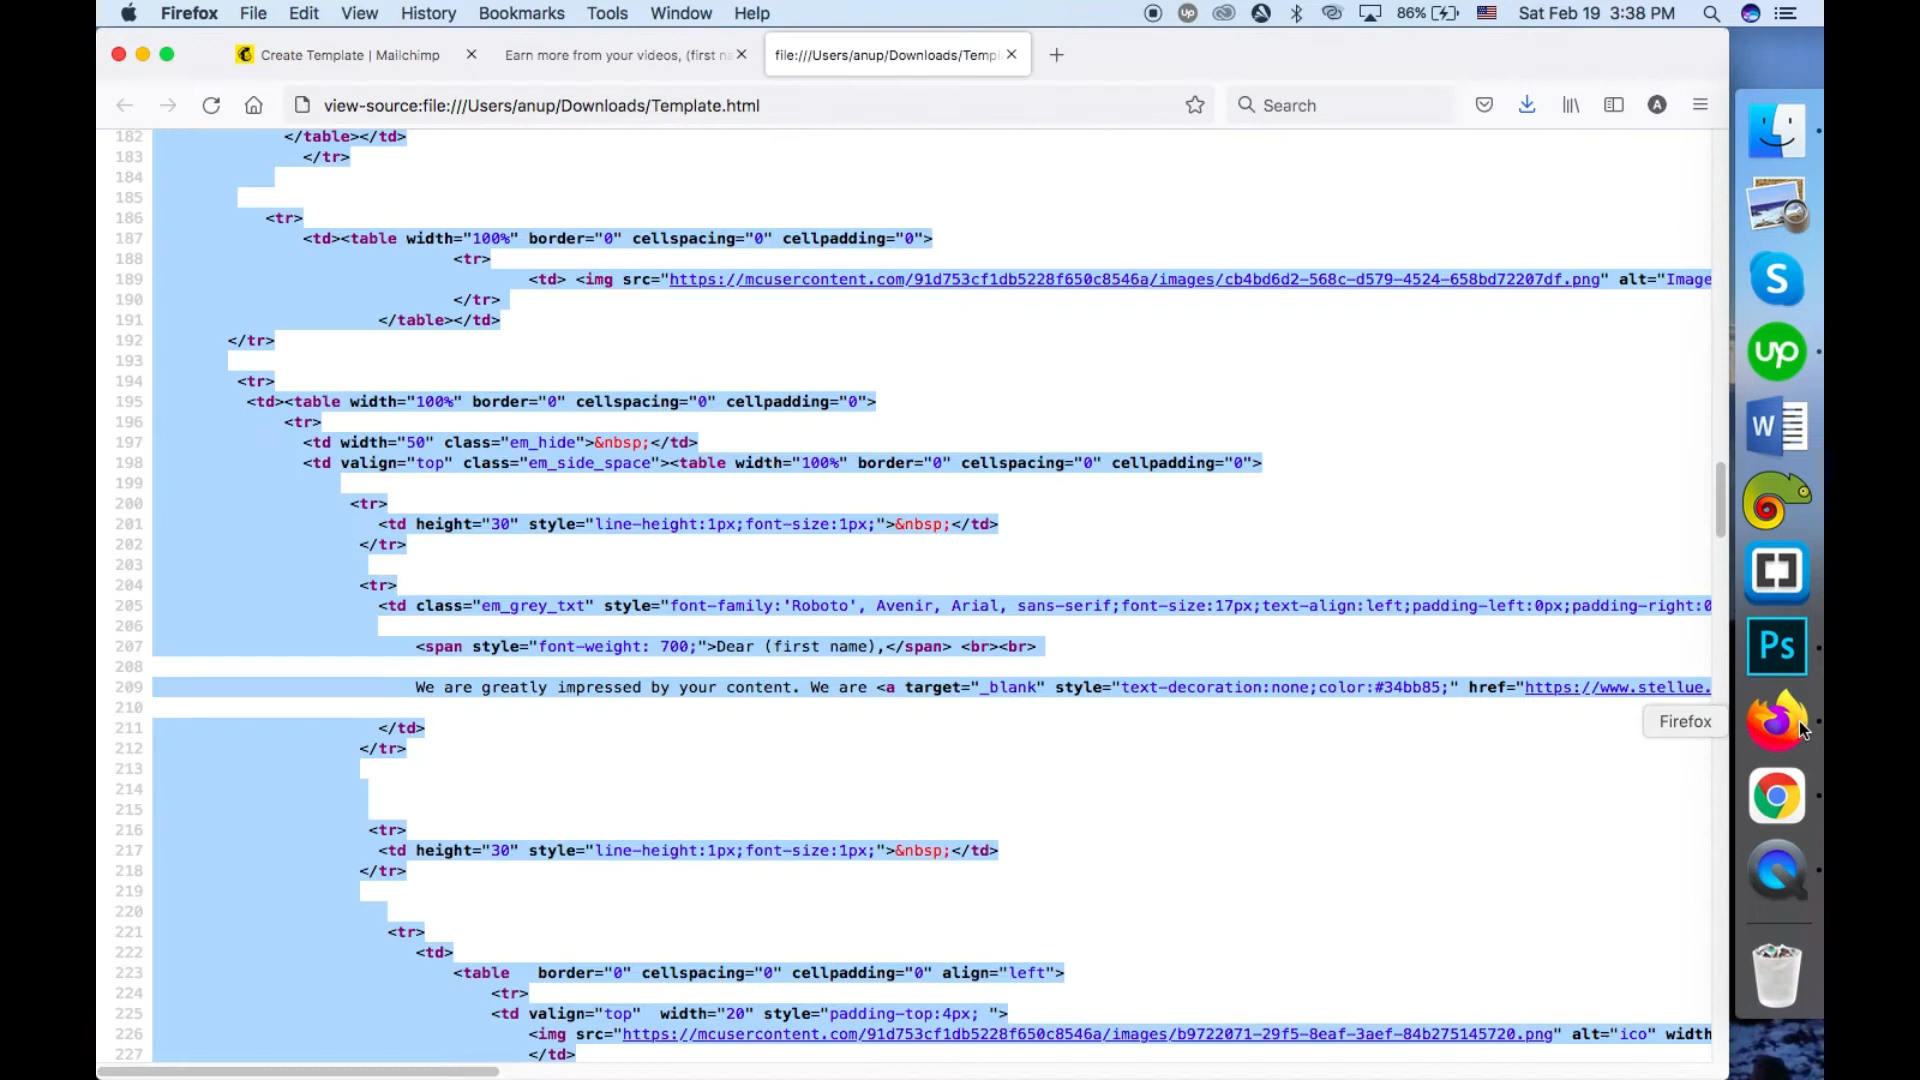 Firefox File Edit View History Bookmarks Tools Window Help
86% Sat Feb 19 3:38 PM
Create Template | Mailchimp
Earn more from your videos, (first n
file:///Users/anup/Downloads/Templ
view-source:file:///Users/anup/Downloads/Template.html
Search
182 </table></td>
183 </tr>
184
185
186 <tr>
187 <td><table width="100%" border="0" cellspacing="0" cellpadding="0">
188 <tr>
189 <td> <img src="https://mcusercontent.com/91d753cf1db5228f650c8546a/images/cb4bd6d2-568c-d579-4524-658bd72207df.png" alt="Image
190 </tr>
191 </table></td>
192 </tr>
193
194 <tr>
195 <td><table width="100%" border="0" cellspacing="0" cellpadding="0">
196 <tr>
197 <td width="50" class="em_hide">&nbsp;</td>
198 <td valign="top" class="em_side_space"><table width="100%" border="0" cellspacing="0" cellpadding="0">
199
200 <tr>
201 <td height="30" style="line-height:1px;font-size:1px;">&nbsp;</td>
202 </tr>
203
204 <tr>
205 <td class="em_grey_txt" style="font-family:'Roboto', Avenir, Arial, sans-serif;font-size:17px;text-align:left;padding-left:0px;padding-right:0
206
207 <span style="font-weight: 700;">Dear (first name),</span> <br><br>
208
209 We are greatly impressed by your content. We are <a target="_blank" style="text-decoration:none;color:#34bb85;" href="https://www.stellue.
210
211 </td>
212 </tr>
213
214
215
216 <tr>
217 <td height="30" style="line-height:1px;font-size:1px;">&nbsp;</td>
218 </tr>
219
220
221 <tr>
222 <td>
223 <table border="0" cellspacing="0" cellpadding="0" align="left">
224 <tr>
225 <td valign="top" width="20" style="padding-top:4px; ">
226 <img src="https://mcusercontent.com/91d753cf1db5228f650c8546a/images/b9722071-29f5-8eaf-3aef-84b275145720.png" alt="ico" width
227 </td>
Firefox
S
up
W
Ps
A